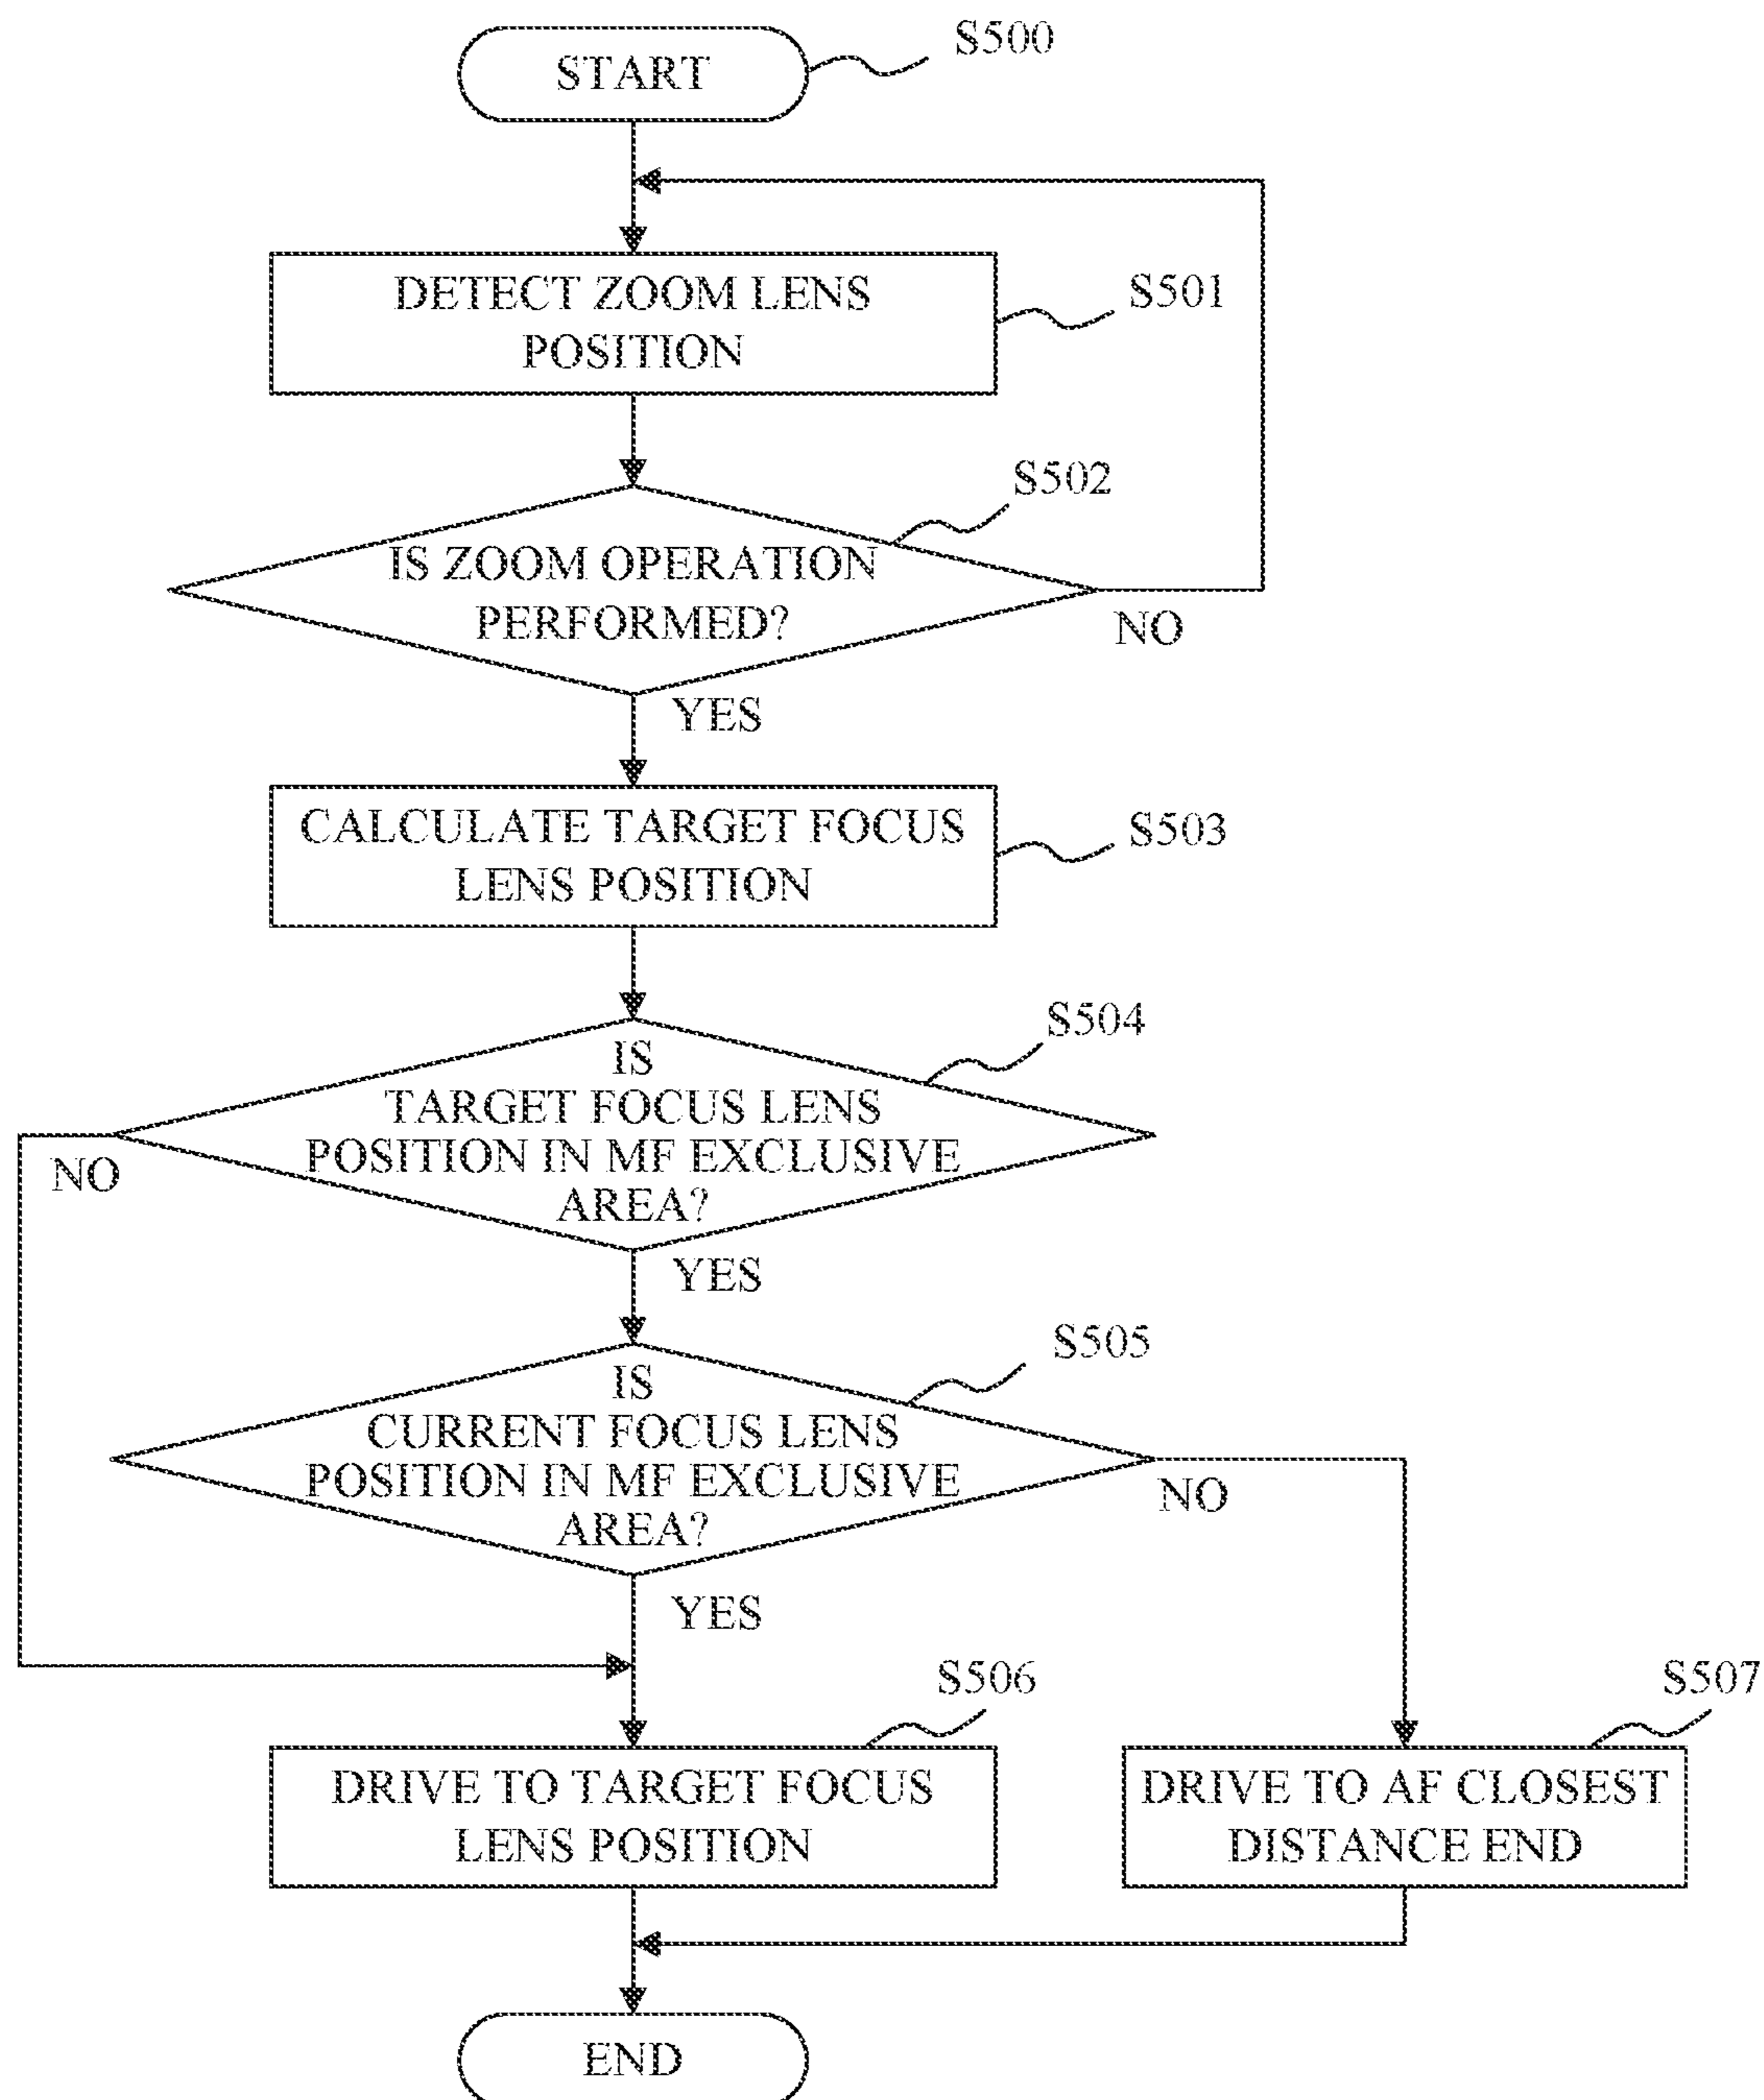 START
S500
DETECT ZOOM LENS
POSITION
S501
S502
IS ZOOM OPERATION
PERFORMED?
NO
YES
CALCULATE TARGET FOCUS
LENS POSITION
S503
S504
IS
TARGET FOCUS LENS
POSITION IN MF EXCLUSIVE
AREA?
NO
YES
S505
IS
CURRENT FOCUS LENS
POSITION IN MF EXCLUSIVE
AREA?
NO
YES
S506
DRIVE TO TARGET FOCUS
LENS POSITION
S507
DRIVE TO AF CLOSEST
DISTANCE END
END